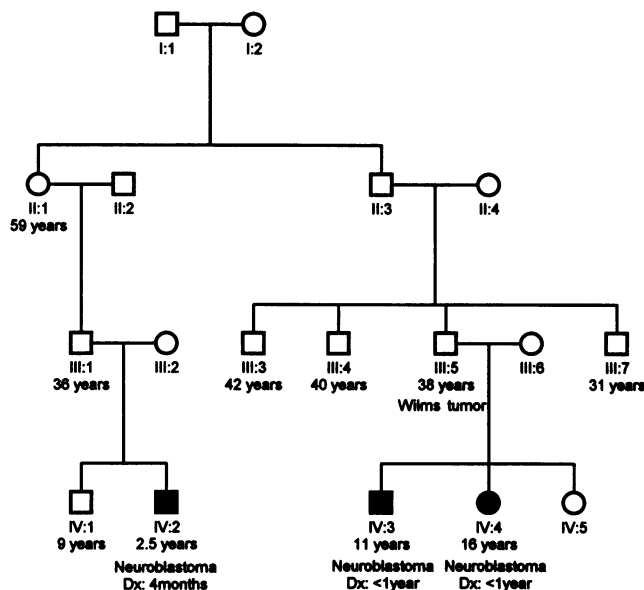 I:1 I:2
II:1 II:2 II:3 II:4
59 years
III:1 III:2 III:3 III:4 III:5 III:6 III:7
36 years 42 years 40 years 38 years 31 years
Wilms tumor
IV:1 IV:2 IV:3 IV:4 IV:5
9 years 2.5 years 11 years 16 years
Neuroblastoma Neuroblastoma Neuroblastoma
Dx: 4months Dx: <1year Dx: <1year